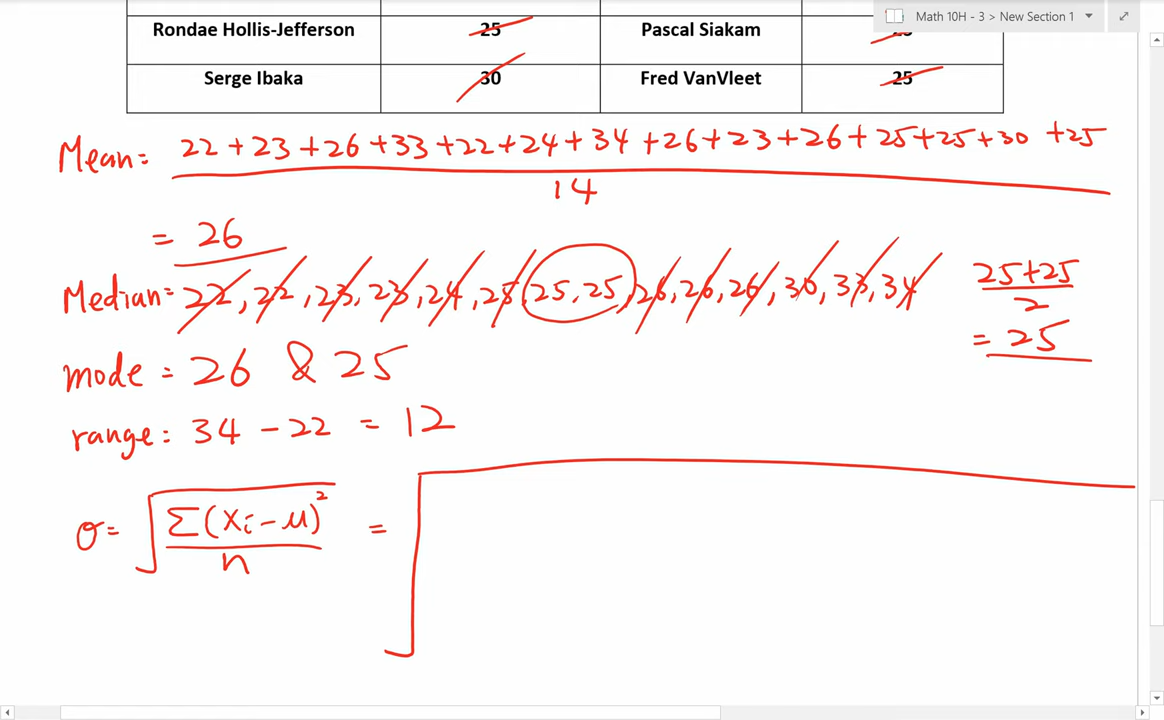 Math 10H - 3 > New Section 1
Rondae Hollis-Jefferson 25 Pascal Siakam
Serge Ibaka 30 Fred VanVleet 25
Mean= 22+23+26+33+22+24+34+26+23+26+25+25+30+25
14
= 26
Median= 22, 22, 23, 23, 24, 25, 25, 25, 26, 26, 26, 30, 33, 34
25+25
2
= 25
mode = 26 & 25
range: 34 - 22 = 12
σ= √ Σ(xi-μ)² =
n